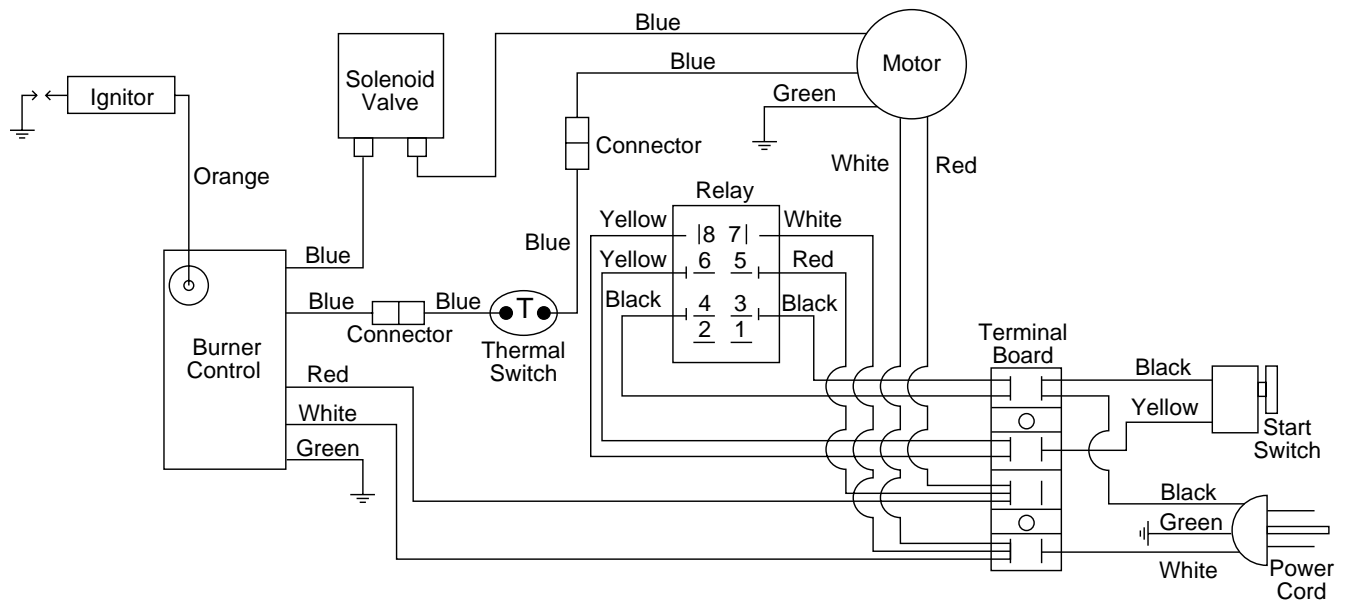 Blue
Solenoid
Valve
Blue
Motor
Ignitor
Green
Connector
White
Red
Orange
Relay
Yellow
White
8 7
Blue
Blue
Yellow
6 5
Red
Blue
Blue
Black
4 3
Black
Connector
2 1
Thermal
Switch
Burner
Control
Terminal
Board
T
Red
Black
White
Yellow
Start
Switch
Green
Black
Green
White
Power
Cord